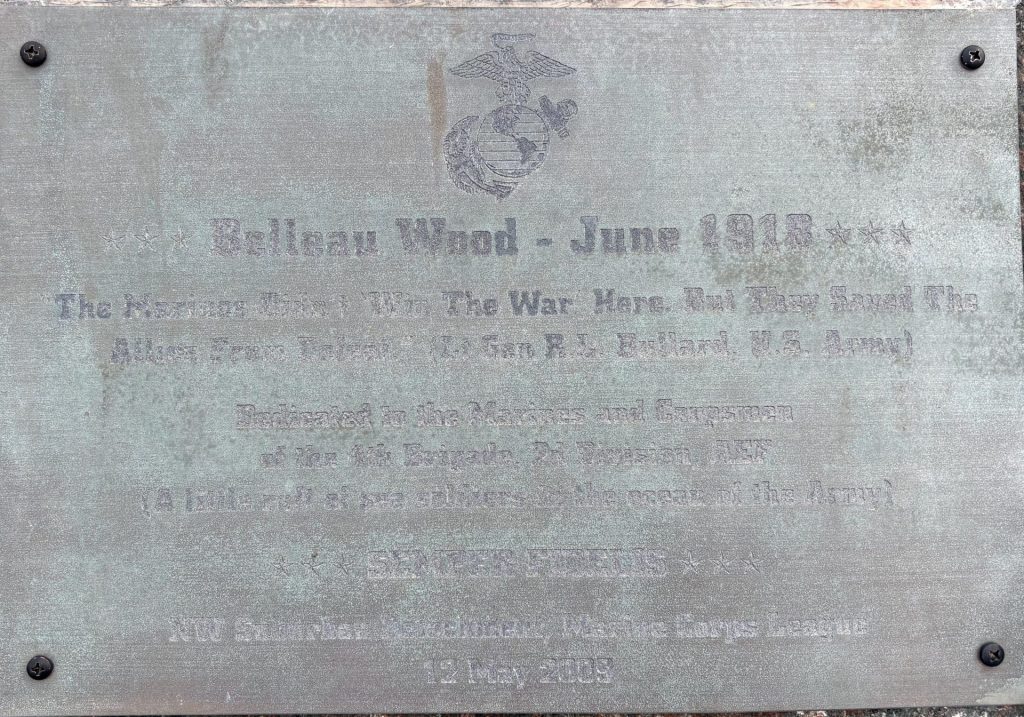 ★ ★ ★ Belleau Wood - June 1918 ★ ★ ★
"The Marines Didn't "Win The War" Here. But They Saved The
Allies From Defeat." (Lt Gen R.L. Bullard, U.S. Army)
Dedicated to the Marines and Corpsmen
of the 4th Brigade, 2d Division, AEF
(A little of sea soldiers in the ocean of the Army)
★ ★ ★ SEMPER FIDELIS ★ ★ ★
NW Suburban Detachment, Marine Corps League
12 May 2009